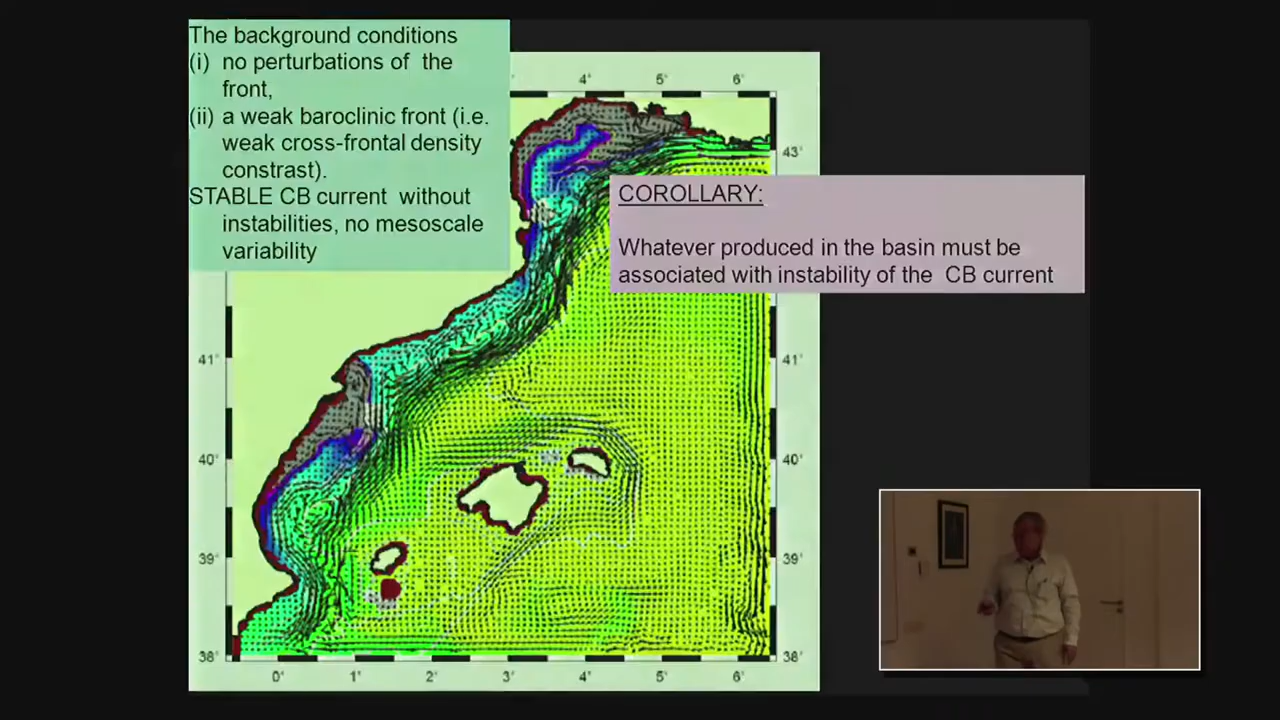 The background conditions
(i) no perturbations of the
front,
(ii) a weak baroclinic front (i.e.
weak cross-frontal density
constrast).
STABLE CB current without
instabilities, no mesoscale
variability
COROLLARY:
Whatever produced in the basin must be
associated with instability of the CB current
4° 5° 6°
43°
41° 41°
40° 40°
39° 39°
38° 38°
0° 1° 2° 3° 4° 5° 6°